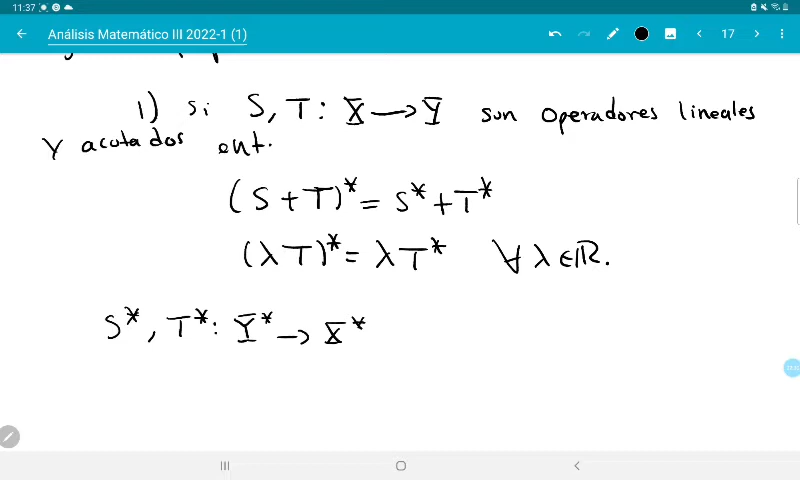 11:37
Análisis Matemático III 2022-1 (1)
17
1) Si S, T: X → Y son operadores lineales
y acotados ent.
(S + T)* = S* + T*
(λT)* = λT* ∀ λ ∈ ℝ.
S*, T*: Y* → X*